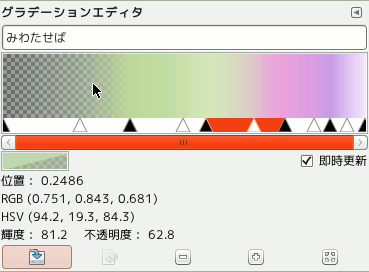 グラデーションエディタ
みわたせば
即時更新
位置： 0.2486
RGB (0.751, 0.843, 0.681)
HSV (94.2, 19.3, 84.3)
輝度： 81.2 不透明度： 62.8